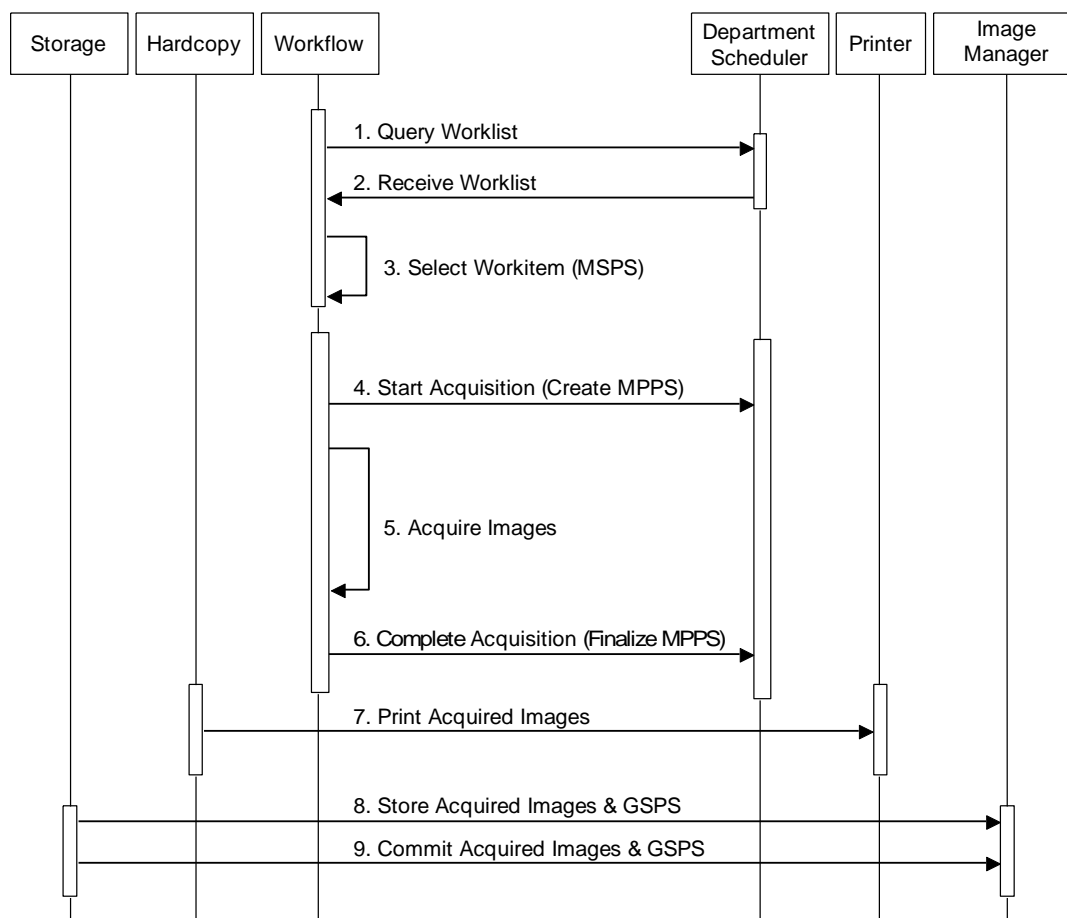 Storage
Hardcopy
Workflow
Department
Scheduler
Printer
Image
Manager
1. Query Worklist
2. Receive Worklist
3. Select Workitem (MSPS)
4. Start Acquisition (Create MPPS)
5. Acquire Images
6. Complete Acquisition (Finalize MPPS)
7. Print Acquired Images
8. Store Acquired Images & GSPS
9. Commit Acquired Images & GSPS